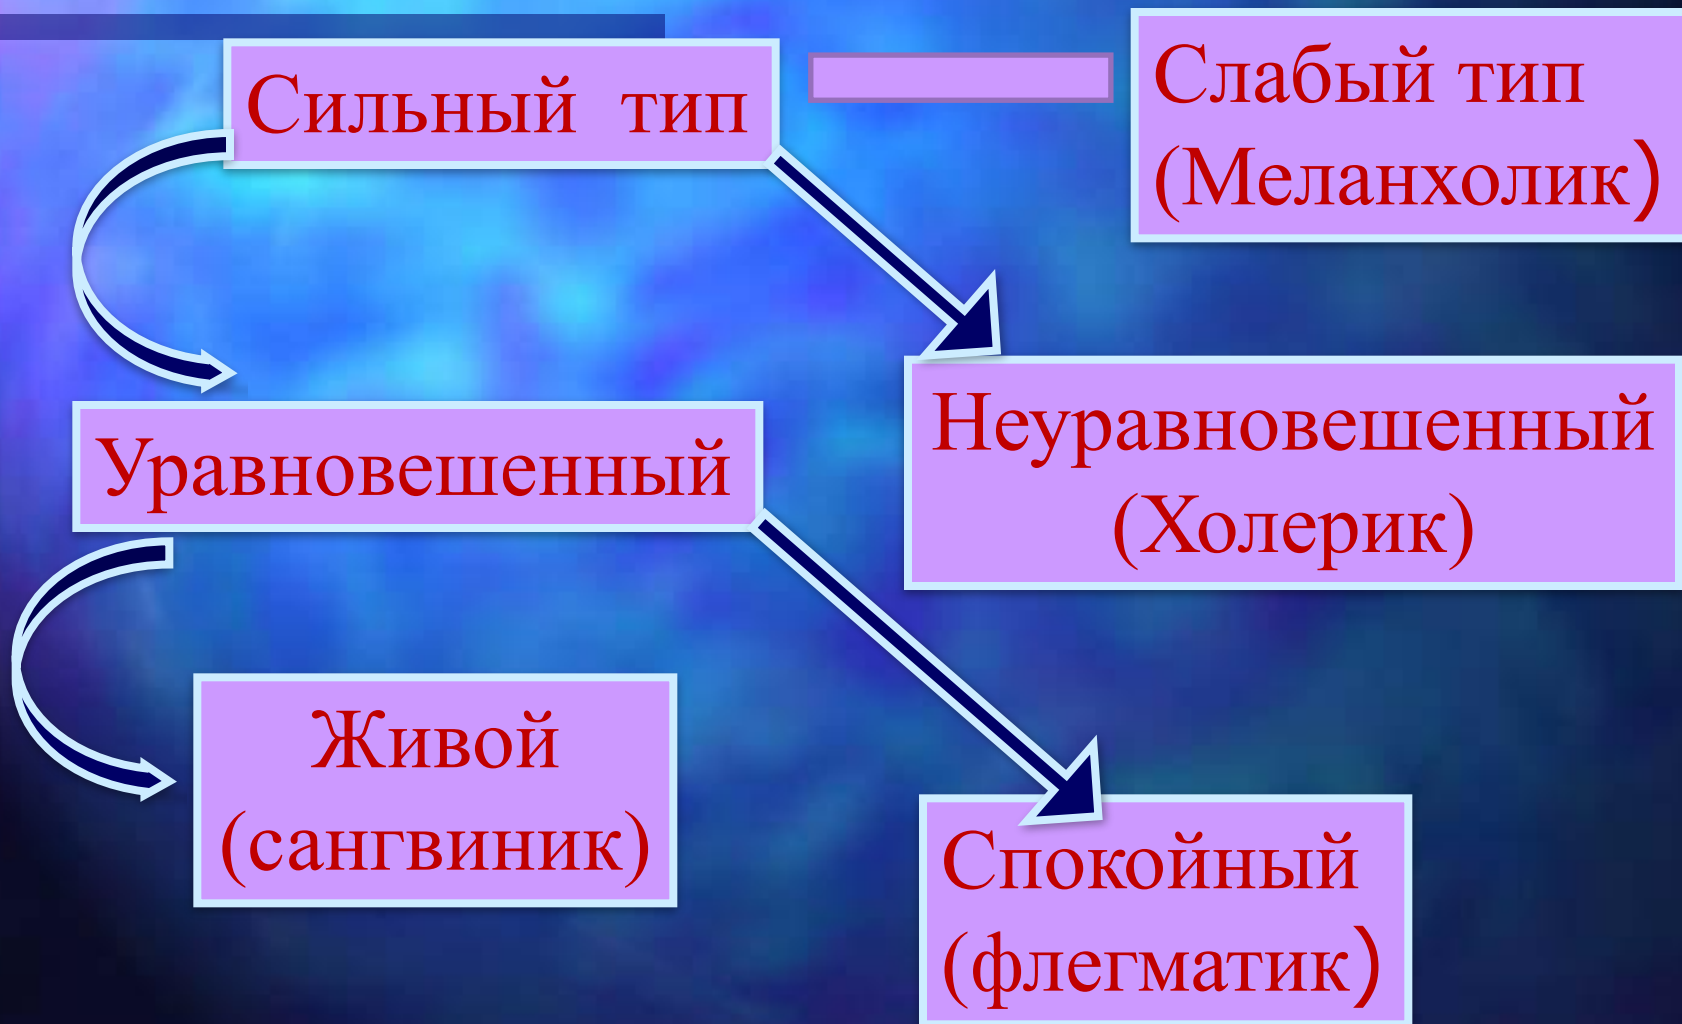 Сильный тип
Слабый тип
(Меланхолик)
Неуравновешенный
(Холерик)
Уравновешенный
Живой
(сангвиник)
Спокойный
(флегматик)